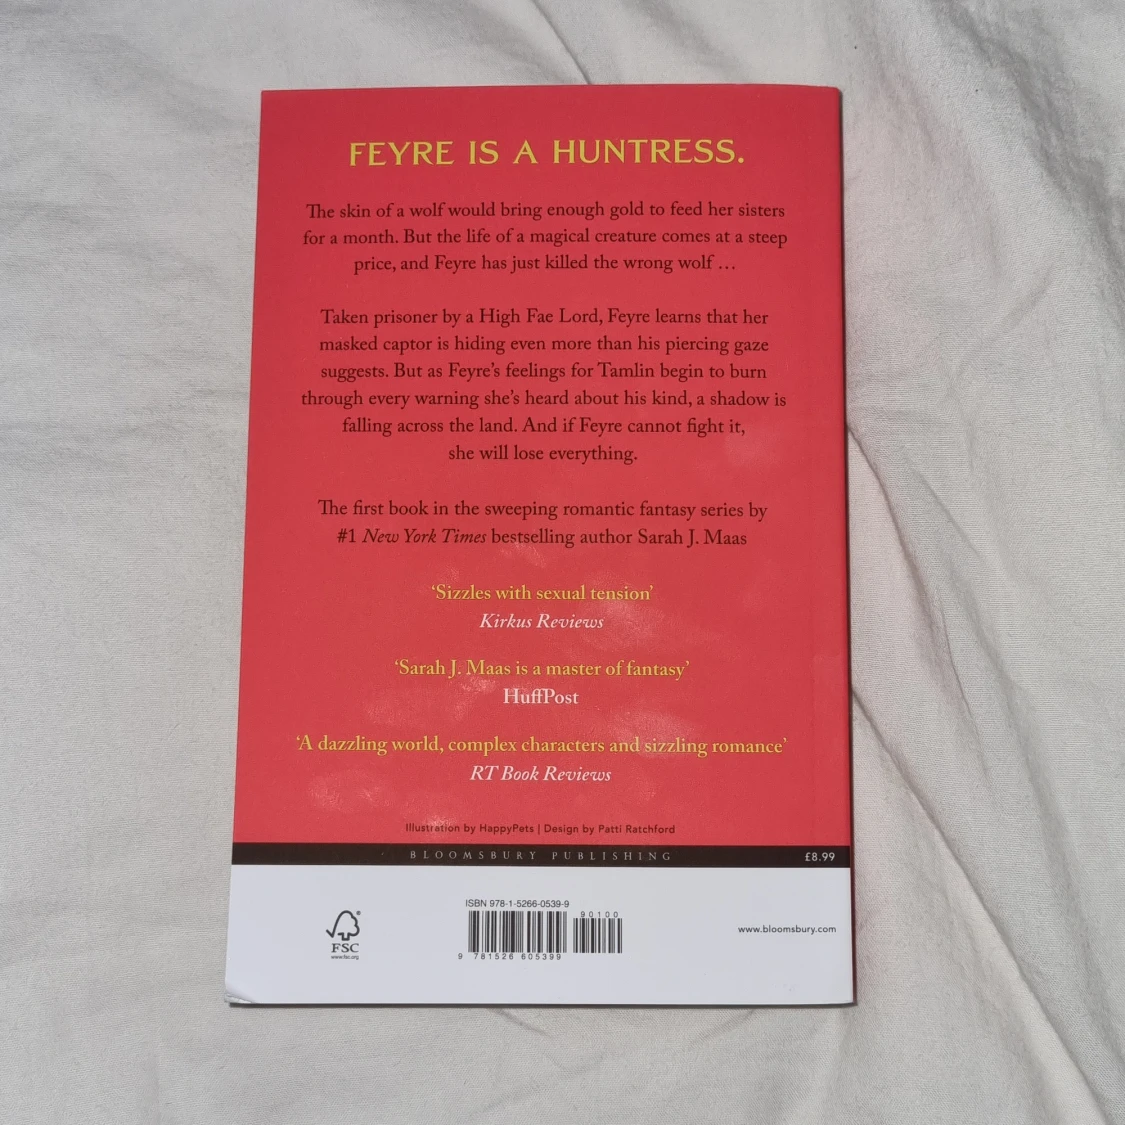 FEYRE IS A HUNTRESS.
The skin of a wolf would bring enough gold to feed her sisters
for a month. But the life of a magical creature comes at a steep
price, and Feyre has just killed the wrong wolf …
Taken prisoner by a High Fae Lord, Feyre learns that her
masked captor is hiding even more than his piercing gaze
suggests. But as Feyre’s feelings for Tamlin begin to burn
through every warning she’s heard about his kind, a shadow is
falling across the land. And if Feyre cannot fight it,
she will lose everything.
The first book in the sweeping romantic fantasy series by
#1 New York Times bestselling author Sarah J. Maas
‘Sizzles with sexual tension’
Kirkus Reviews
‘Sarah J. Maas is a master of fantasy’
HuffPost
‘A dazzling world, complex characters and sizzling romance’
RT Book Reviews
Illustration by HappyPets | Design by Patti Ratchford
BLOOMSBURY PUBLISHING
£8.99
ISBN 978-1-5266-0539-9
90100
9 781526 605399
FSC
www.fsc.org
www.bloomsbury.com